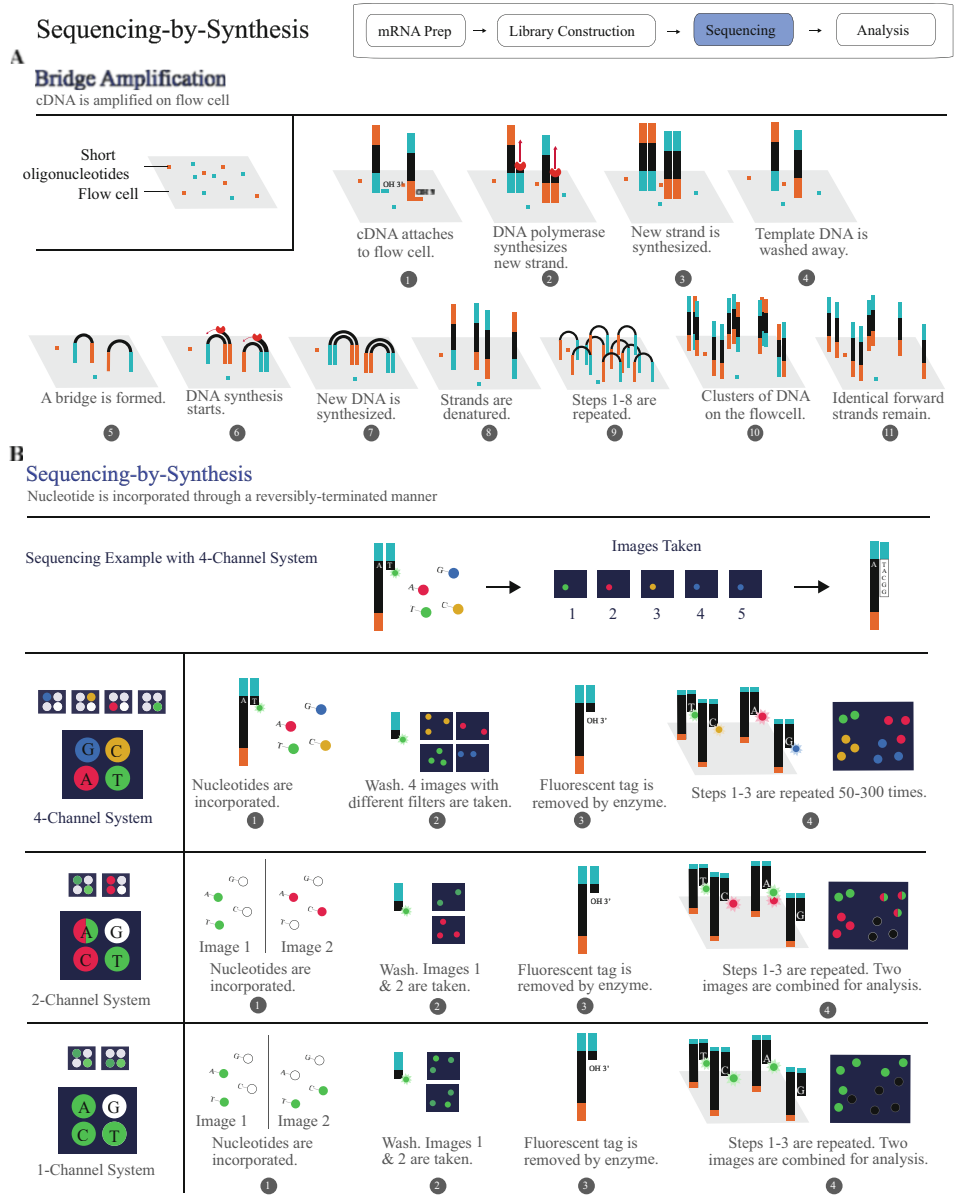 Sequencing-by-Synthesis
mRNA Prep
Library Construction
Sequencing
Analysis
A
Bridge Amplification
cDNA is amplified on flow cell
Short
oligonucleotides
Flow cell
OH 3'
cDNA attaches
to flow cell.
1
DNA polymerase
synthesizes
new strand.
2
New strand is
synthesized.
3
Template DNA is
washed away.
4
A bridge is formed.
5
DNA synthesis
starts.
6
New DNA is
synthesized.
7
Strands are
denatured.
8
Steps 1-8 are
repeated.
9
Clusters of DNA
on the flowcell.
10
Identical forward
strands remain.
11
B
Sequencing-by-Synthesis
Nucleotide is incorporated through a reversibly-terminated manner
Sequencing Example with 4-Channel System
A T
G
A
T
C
Images Taken
1 2 3 4 5
A
T
A
C
G
G
G C
A T
4-Channel System
A T
G
A
T
C
Nucleotides are
incorporated.
1
Wash. 4 images with
different filters are taken.
2
OH 3'
Fluorescent tag is
removed by enzyme.
3
T
C
A
G
Steps 1-3 are repeated 50-300 times.
4
A G
C T
2-Channel System
G
A
C
T
Image 1
G
A
C
T
Image 2
Nucleotides are
incorporated.
1
Wash. Images 1
& 2 are taken.
2
OH 3'
Fluorescent tag is
removed by enzyme.
3
T
C
A
G
Steps 1-3 are repeated. Two
images are combined for analysis.
4
A G
C T
1-Channel System
G
A
C
T
Image 1
G
A
C
T
Image 2
Nucleotides are
incorporated.
1
Wash. Images 1
& 2 are taken.
2
OH 3'
Fluorescent tag is
removed by enzyme.
3
T
C
A
G
Steps 1-3 are repeated. Two
images are combined for analysis.
4